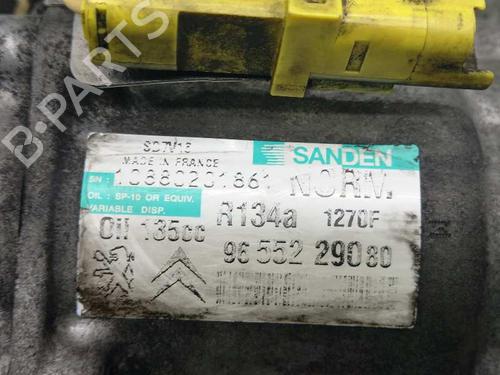 SD7V16
SANDEN
MADE IN FRANCE
SN: 10880201861 NORM.
OIL: SP-10 OR EQUIV.
VARIABLE DISP.
R134a 1270F
Oil 135cc
96 552 290 80
B-PARTS